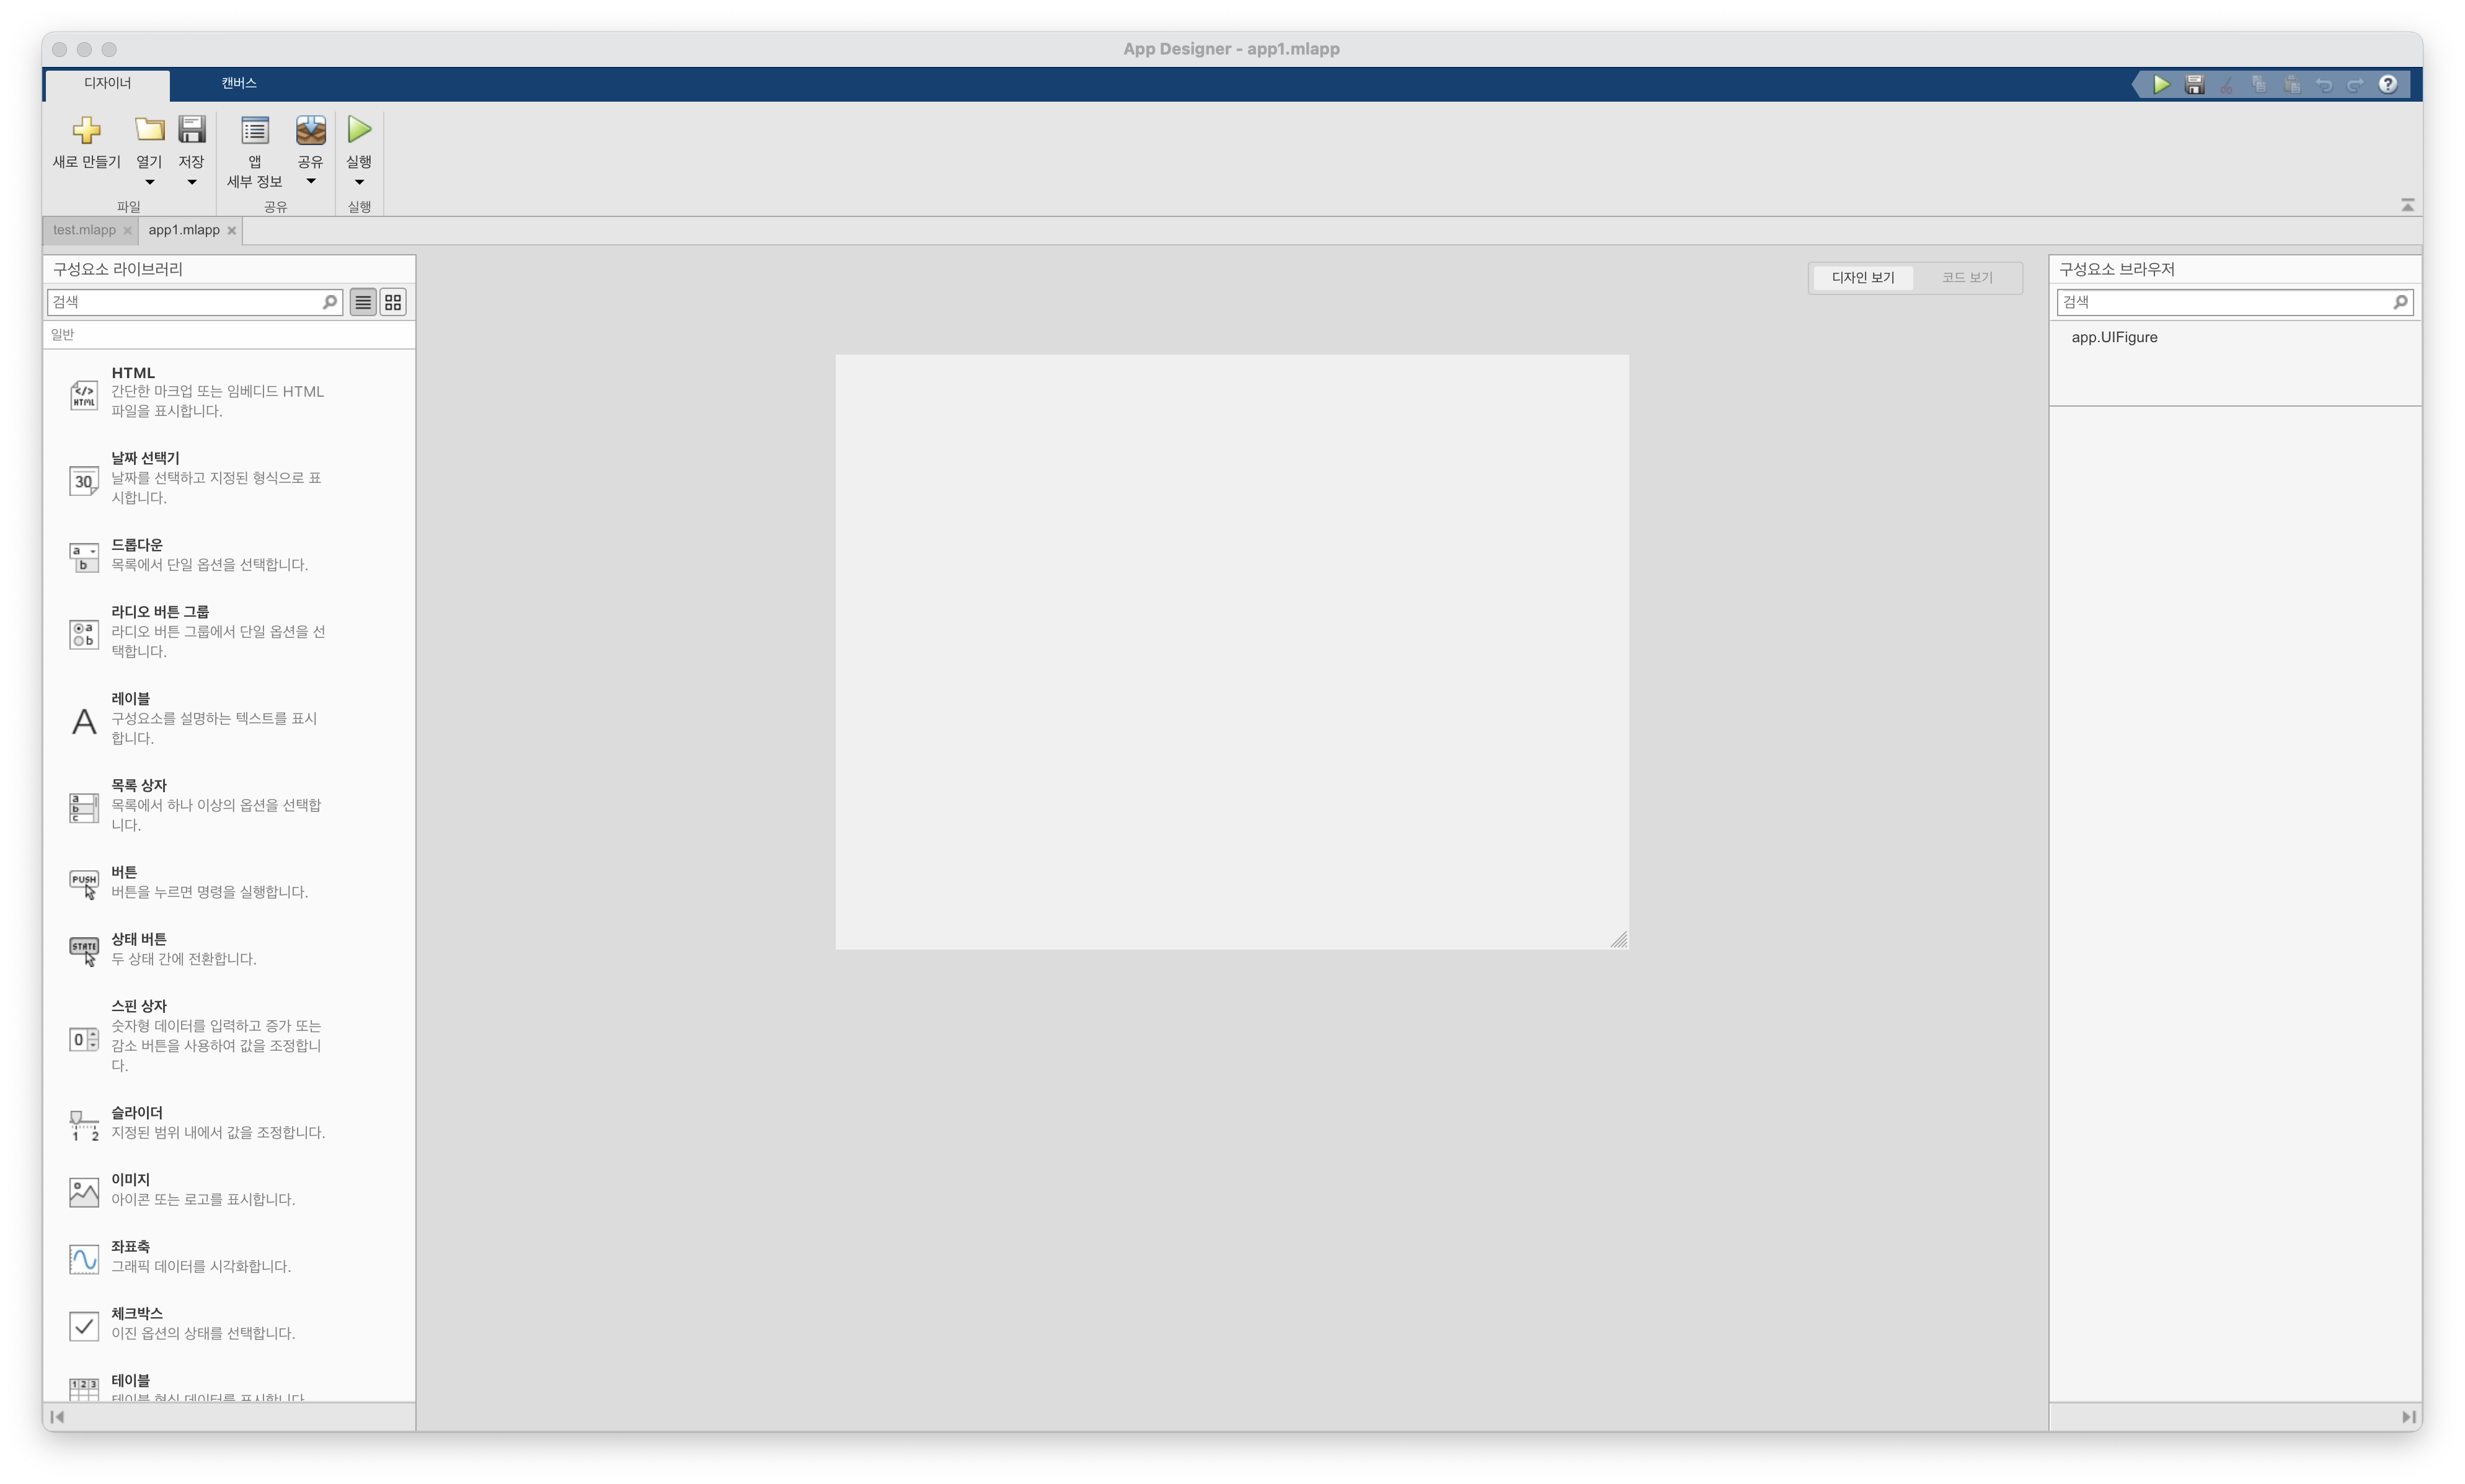 App Designer - app1.mlapp
디자이너
캔버스
새로 만들기
열기
저장
앱
세부 정보
공유
실행
파일
공유
실행
test.mlapp
app1.mlapp
구성요소 라이브러리
검색
일반
HTML
간단한 마크업 또는 임베디드 HTML
파일을 표시합니다.
날짜 선택기
날짜를 선택하고 지정된 형식으로 표
시합니다.
드롭다운
목록에서 단일 옵션을 선택합니다.
라디오 버튼 그룹
라디오 버튼 그룹에서 단일 옵션을 선
택합니다.
레이블
구성요소를 설명하는 텍스트를 표시
합니다.
목록 상자
목록에서 하나 이상의 옵션을 선택합
니다.
버튼
버튼을 누르면 명령을 실행합니다.
상태 버튼
두 상태 간에 전환합니다.
스핀 상자
숫자형 데이터를 입력하고 증가 또는
감소 버튼을 사용하여 값을 조정합니
다.
슬라이더
지정된 범위 내에서 값을 조정합니다.
이미지
아이콘 또는 로고를 표시합니다.
좌표축
그래픽 데이터를 시각화합니다.
체크박스
이진 옵션의 상태를 선택합니다.
테이블
테이블 형식 데이터를 표시합니다
디자인 보기
코드 보기
구성요소 브라우저
검색
app.UIFigure